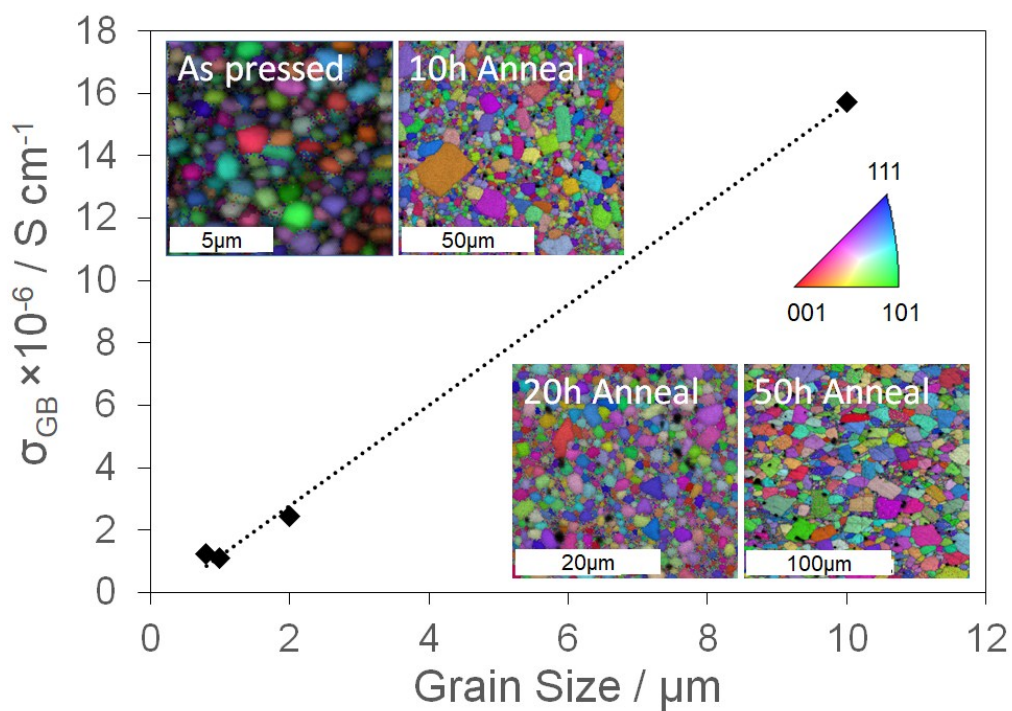 18
16
14
12
10
8
6
4
2
0
σGB ×10⁻⁶ / S cm⁻¹
As pressed
5µm
10h Anneal
50µm
111
001
101
20h Anneal
20µm
50h Anneal
100µm
0
2
4
6
8
10
12
Grain Size / µm